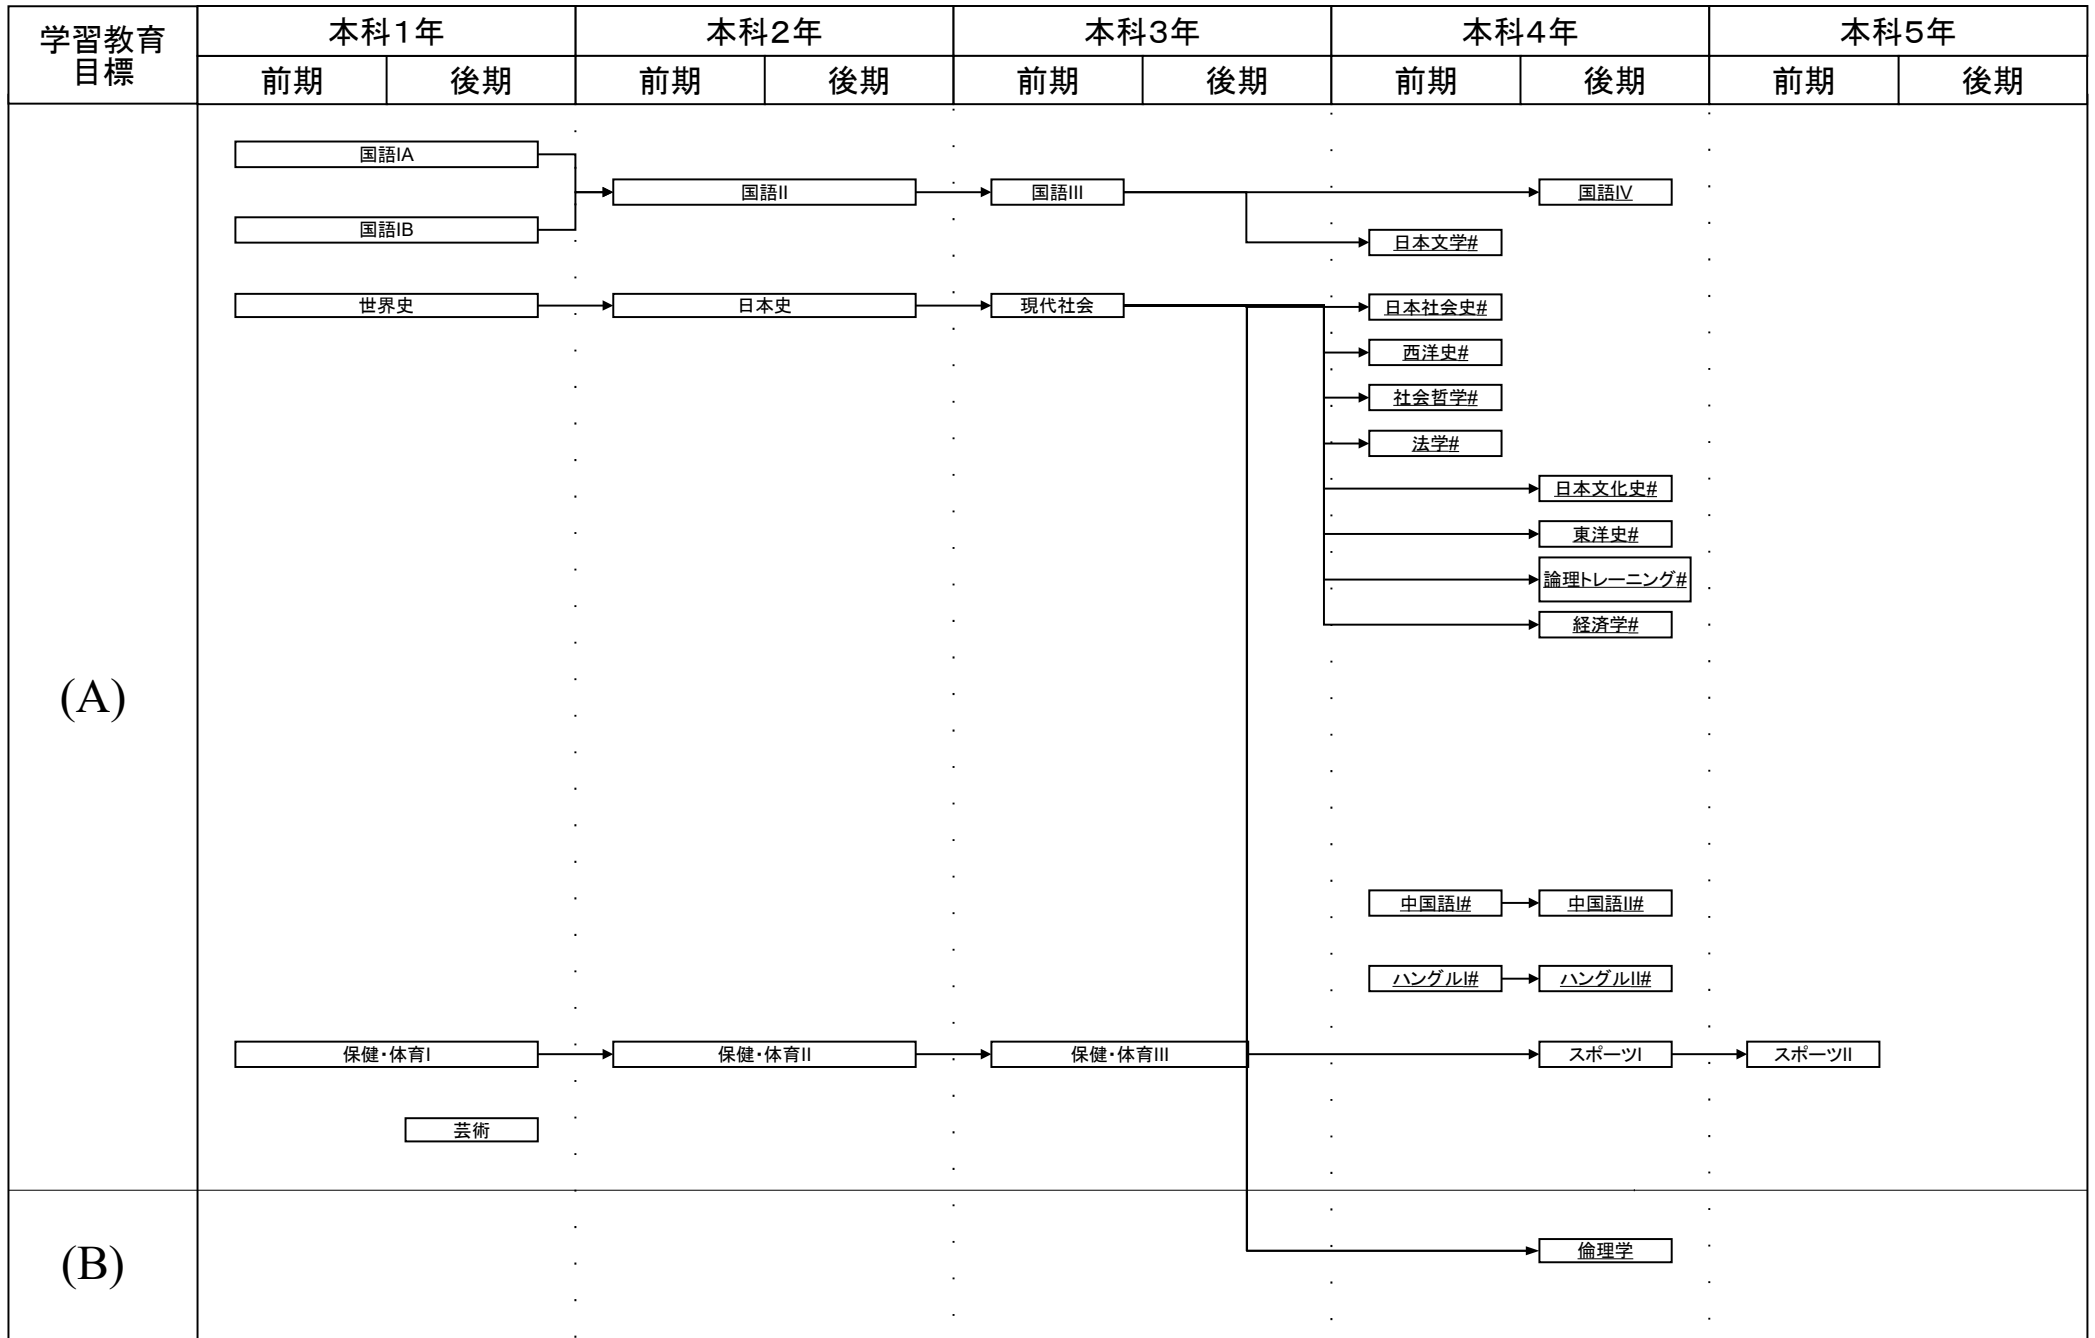 学習教育
目標
本科1年 本科2年 本科3年 本科4年 本科5年
前期 後期 前期 後期 前期 後期 前期 後期 前期 後期
国語IA
国語II 国語III 国語IV
国語IB
日本文学#
世界史 日本史 現代社会 日本社会史#
西洋史#
社会哲学#
法学#
日本文化史#
東洋史#
論理トレーニング#
経済学#
(A)
中国語I# 中国語II#
ハングルI# ハングルII#
保健・体育I 保健・体育II 保健・体育III スポーツI スポーツII
芸術
(B)
倫理学